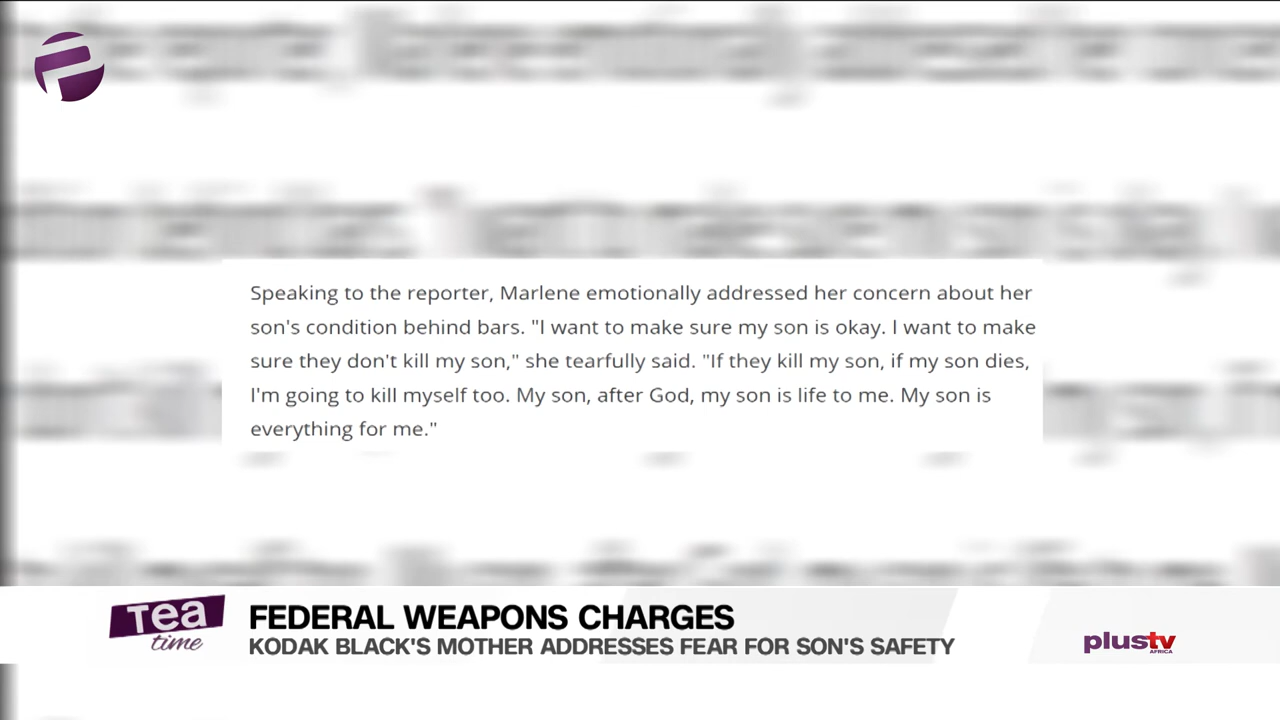 Speaking to the reporter, Marlene emotionally addressed her concern about her
son's condition behind bars. "I want to make sure my son is okay. I want to make
sure they don't kill my son," she tearfully said. "If they kill my son, if my son dies,
I'm going to kill myself too. My son, after God, my son is life to me. My son is
everything for me."
Tea
time
FEDERAL WEAPONS CHARGES
KODAK BLACK'S MOTHER ADDRESSES FEAR FOR SON'S SAFETY
plustv
AFRICA